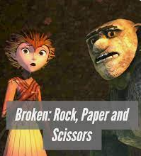 Broken: Rock, Paper and
Scissors